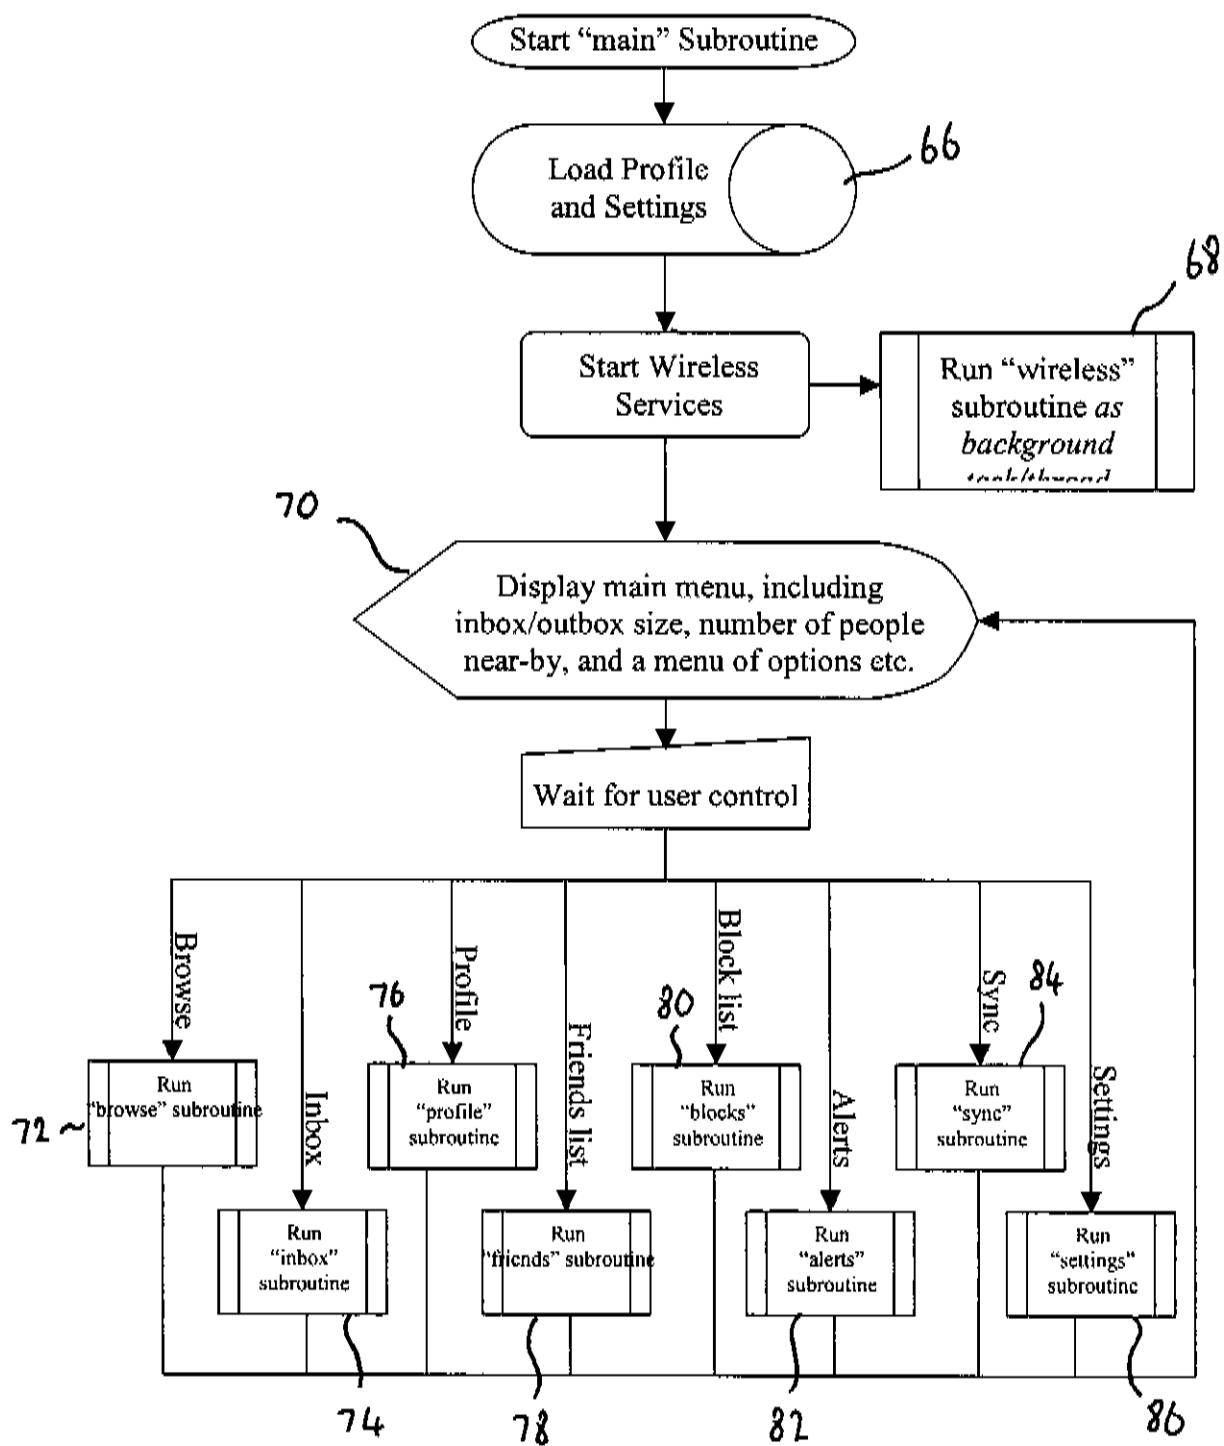 Start “main” Subroutine
66
Load Profile
and Settings
68
Start Wireless
Services
Run “wireless”
subroutine as
background
70
Display main menu, including
inbox/outbox size, number of people
near-by, and a menu of options etc.
Wait for user control
Browse
Inbox
Profile
Friends list
Block list
Alerts
Sync
Settings
76
80
84
72
Run
“browse” subroutine
Run
“profile”
subroutine
Run
“blocks”
subroutine
Run
“sync”
subroutine
Run
“inbox”
subroutine
Run
“friends” subroutine
Run
“alerts”
subroutine
Run
“settings”
subroutine
74
78
82
86